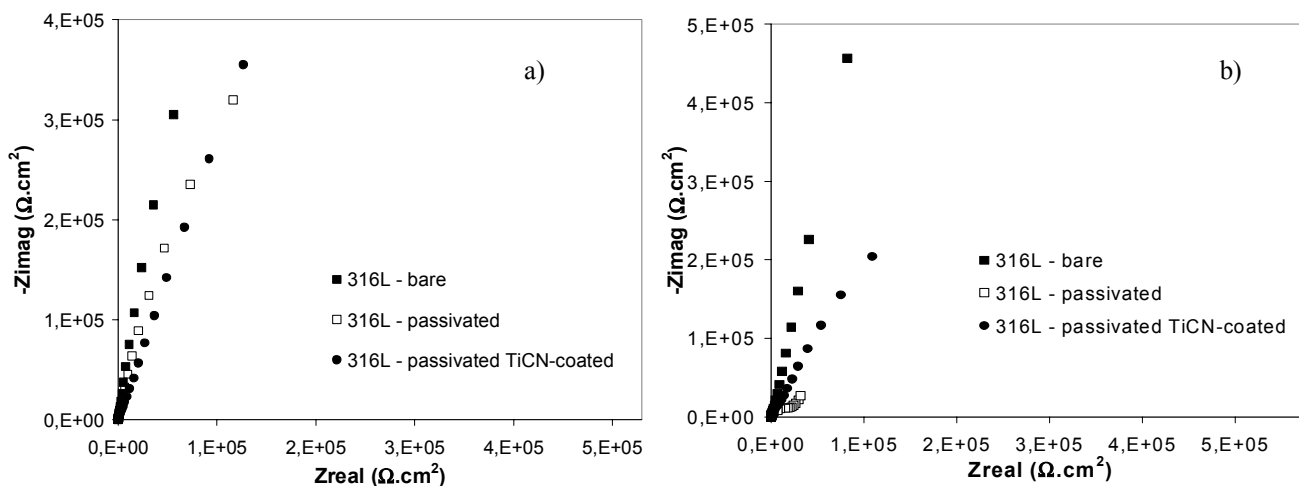 4,E+05
3,E+05
2,E+05
1,E+05
0,E+00
-Zimag (Ω.cm²)
a)
316L - bare
316L - passivated
316L - passivated TiCN-coated
0,E+00 1,E+05 2,E+05 3,E+05 4,E+05 5,E+05
Zreal (Ω.cm²)
5,E+05
4,E+05
3,E+05
2,E+05
1,E+05
0,E+00
-Zimag (Ω.cm²)
b)
316L - bare
316L - passivated
316L - passivated TiCN-coated
0,E+00 1,E+05 2,E+05 3,E+05 4,E+05 5,E+05
Zreal (Ω.cm²)